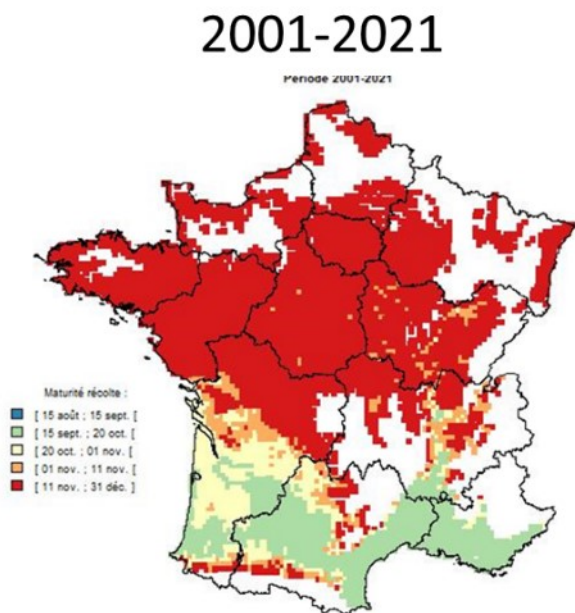 2001-2021
Période 2001-2021
Maturité récolte :
[ 15 août ; 15 sept. [
[ 15 sept. ; 20 oct. [
[ 20 oct. ; 01 nov. [
[ 01 nov. ; 11 nov. [
[ 11 nov. ; 31 déc. ]